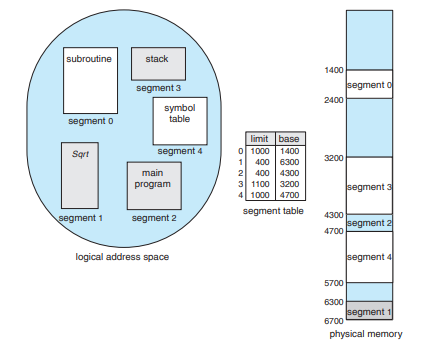 subroutine
segment 0
stack
segment 3
symbol
table
segment 4
Sqrt
segment 1
main
program
segment 2
logical address space
limit base
0 1000 1400
1 400 6300
2 400 4300
3 1100 3200
4 1000 4700
segment table
1400
segment 0
2400
3200
segment 3
4300
segment 2
4700
segment 4
5700
6300
segment 1
6700
physical memory